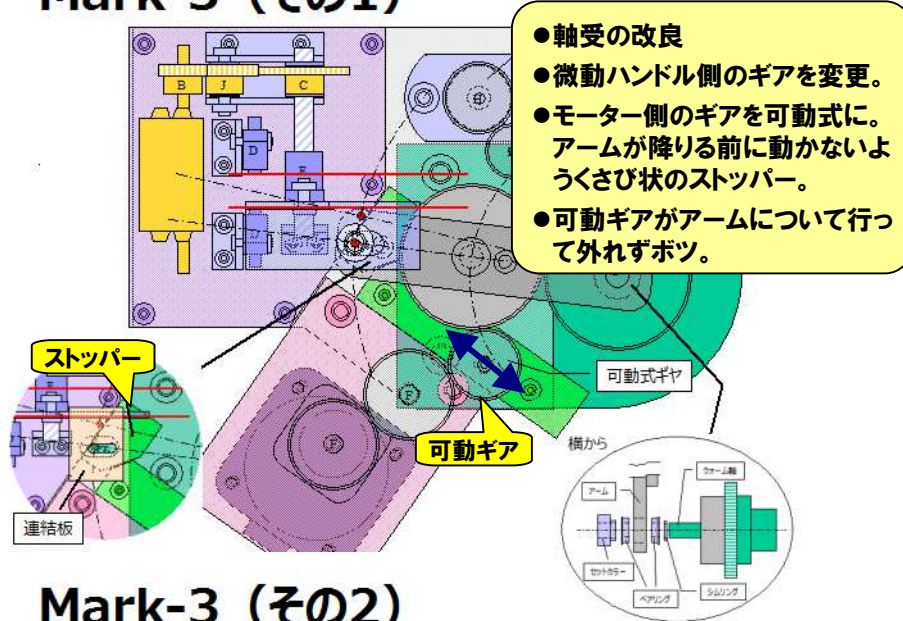 Mark-3（その1）
●軸受の改良
●微動ハンドル側のギアを変更。
●モーター側のギアを可動式に。
アームが降りる前に動かないよ
うくさび状のストッパー。
●可動ギアがアームについて行っ
て外れずボツ。
B
J
C
D
E
ストッパー
連結板
F
F
可動式ギヤ
可動ギア
横から
ウォーム軸
アーム
セットカラー
ベアリング
シムリング
Mark-3（その2）